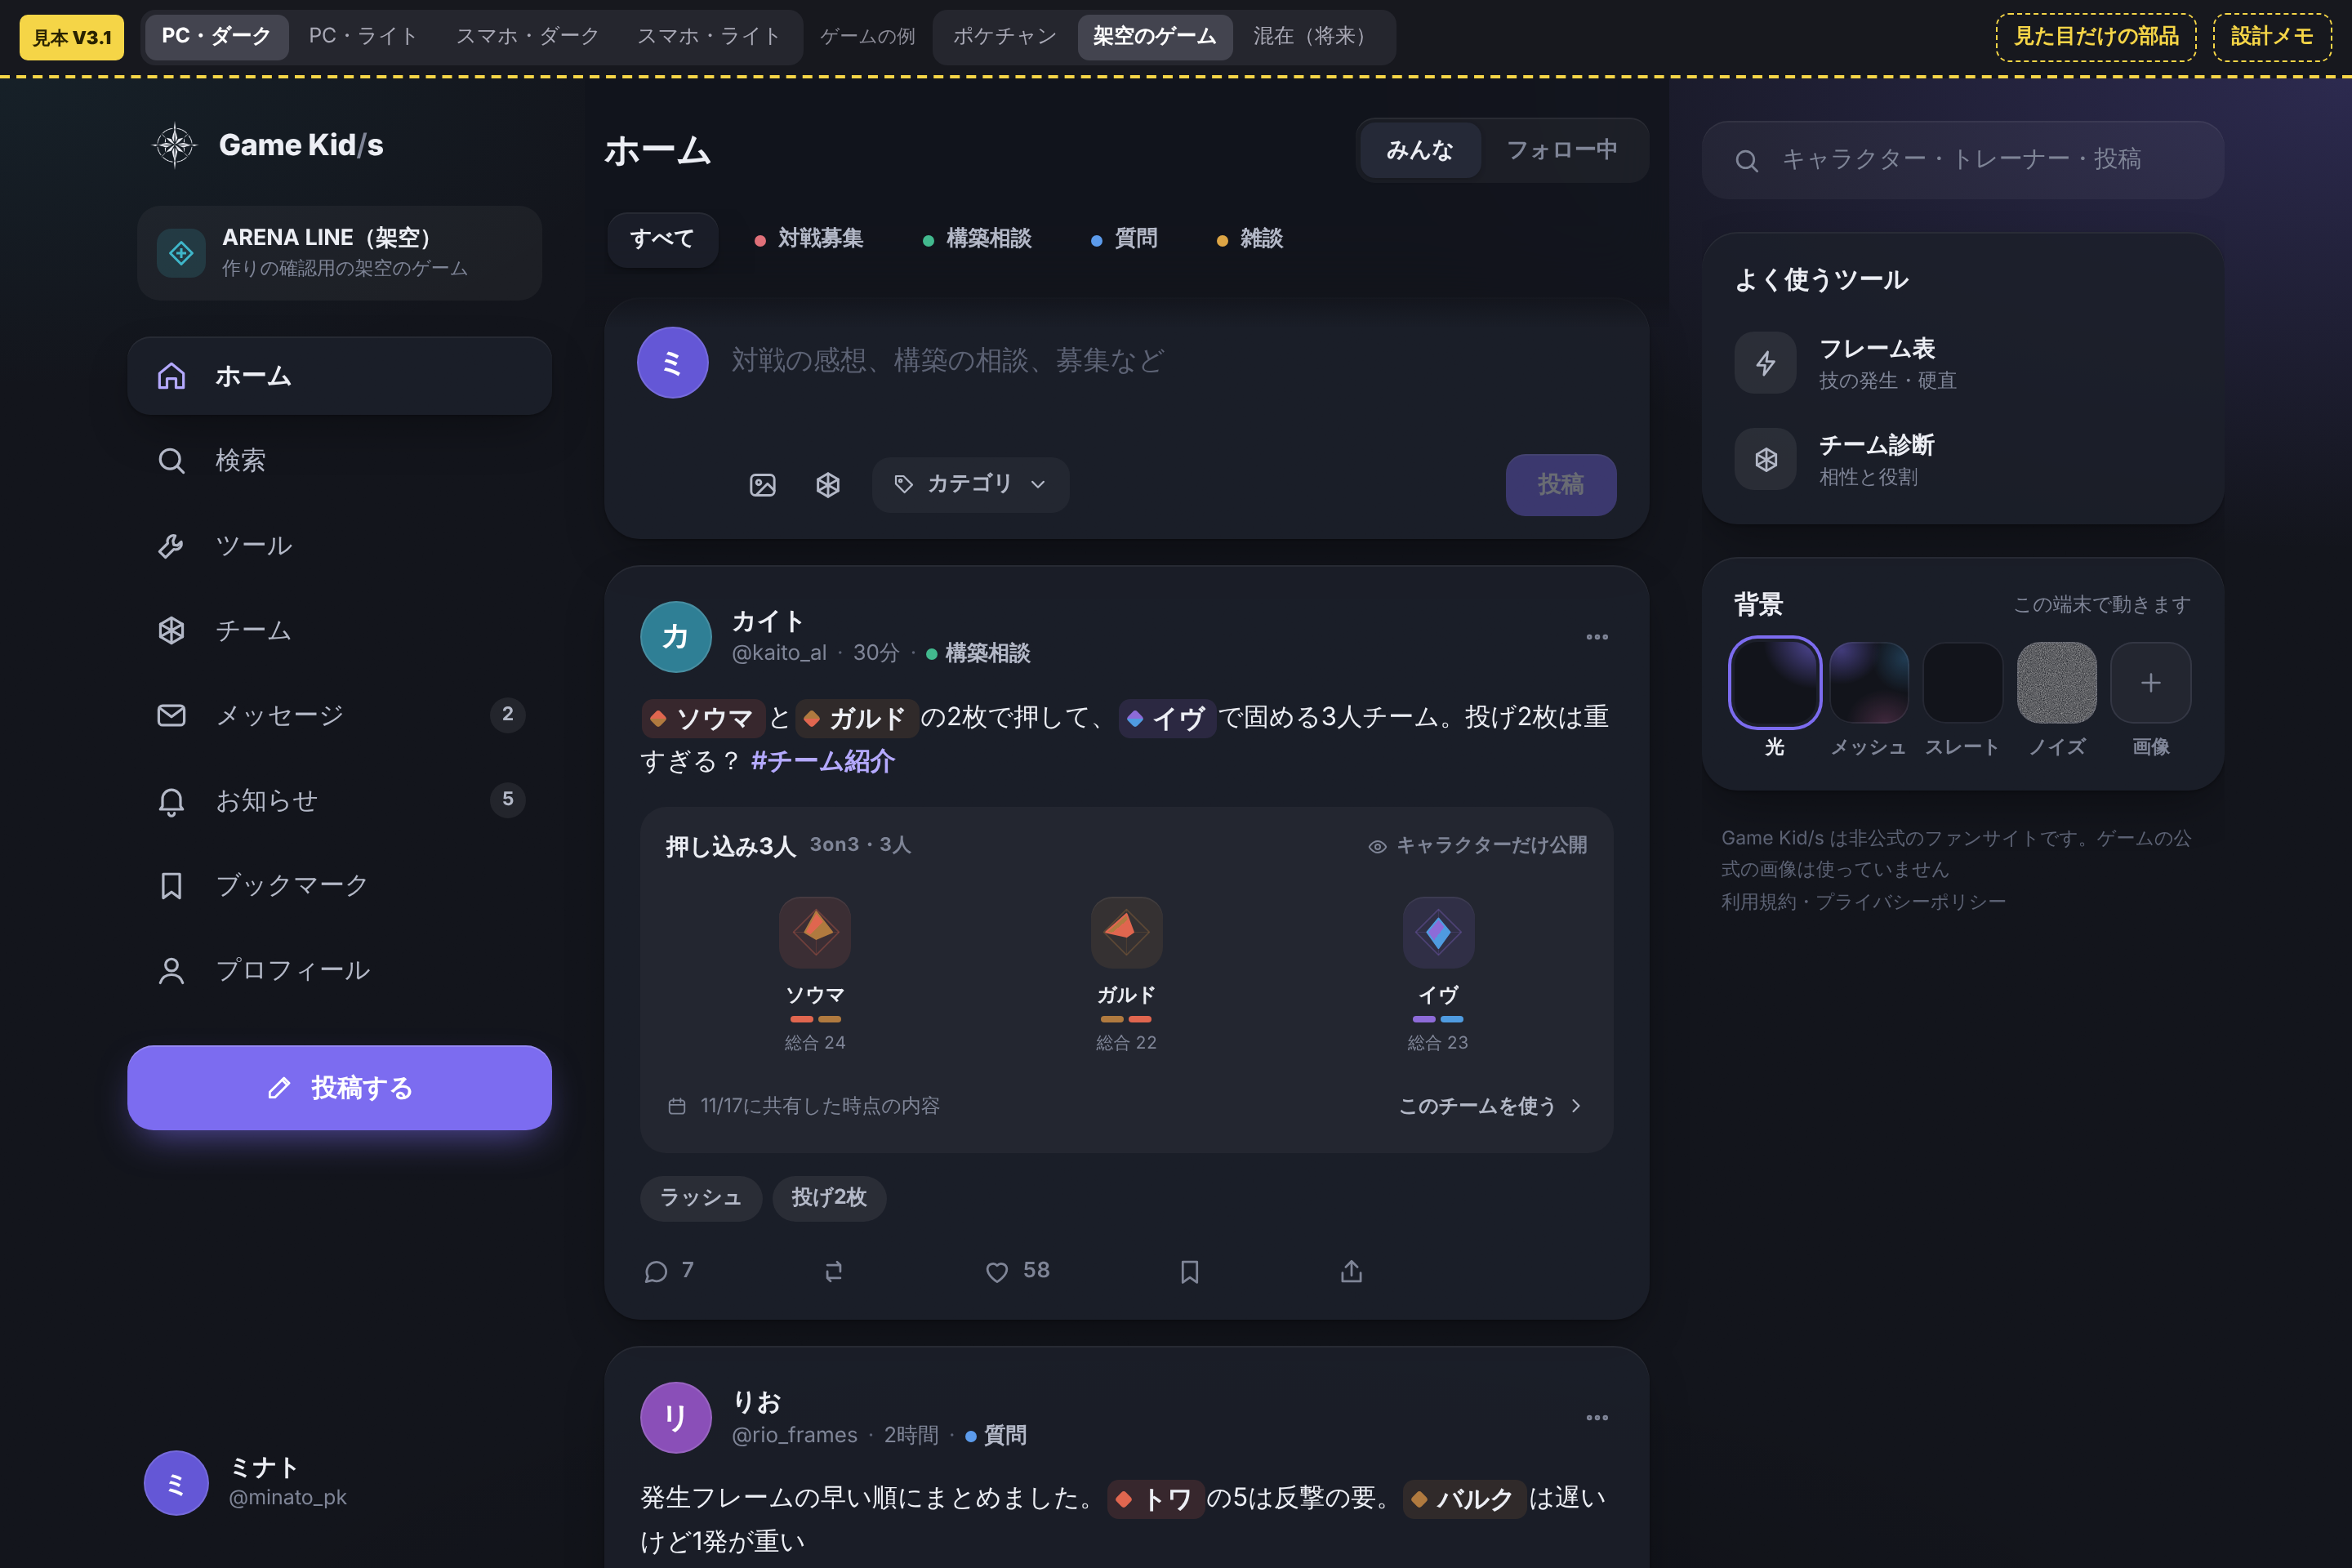 見本 V3.1
PC・ダーク
PC・ライト
スマホ・ダーク
スマホ・ライト
ゲームの例
ポケチャン
架空のゲーム
混在（将来）
見た目だけの部品
設計メモ
Game Kid/s
ARENA LINE（架空）
作りの確認用の架空のゲーム
ホーム
検索
ツール
チーム
メッセージ 2
お知らせ 5
ブックマーク
プロフィール
投稿する
ミ
ミナト
@minato_pk
ホーム
みんな
フォロー中
すべて
対戦募集
構築相談
質問
雑談
ミ
対戦の感想、構築の相談、募集など
カテゴリ
投稿
カ
カイト
@kaito_al · 30分 · 構築相談
ソウマ と ガルド の2枚で押して、 イヴ で固める3人チーム。投げ2枚は重
すぎる？ #チーム紹介
押し込み3人 3on3・3人
キャラクターだけ公開
ソウマ
総合 24
ガルド
総合 22
イヴ
総合 23
11/17に共有した時点の内容
このチームを使う
ラッシュ
投げ2枚
7
58
リ
りお
@rio_frames · 2時間 · 質問
発生フレームの早い順にまとめました。 トワ の5は反撃の要。 バルク は遅い
けど1発が重い
キャラクター・トレーナー・投稿
よく使うツール
フレーム表
技の発生・硬直
チーム診断
相性と役割
背景
この端末で動きます
光
メッシュ
スレート
ノイズ
画像
Game Kid/s は非公式のファンサイトです。ゲームの公
式の画像は使っていません
利用規約・プライバシーポリシー